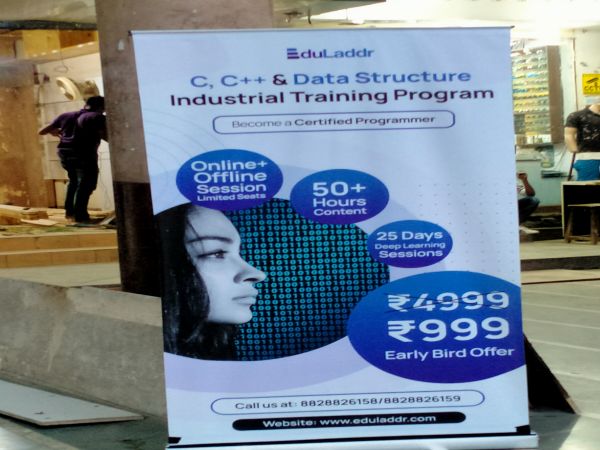 EduLaddr
C, C++ & Data Structure
Industrial Training Program
Become a Certified Programmer
Online+
Offline
Session
Limited Seats
50+
Hours
Content
25 Days
Deep Learning
Sessions
₹4999
₹999
Early Bird Offer
Call us at : 8828826158/8828826159
Website: www.eduladdr.com